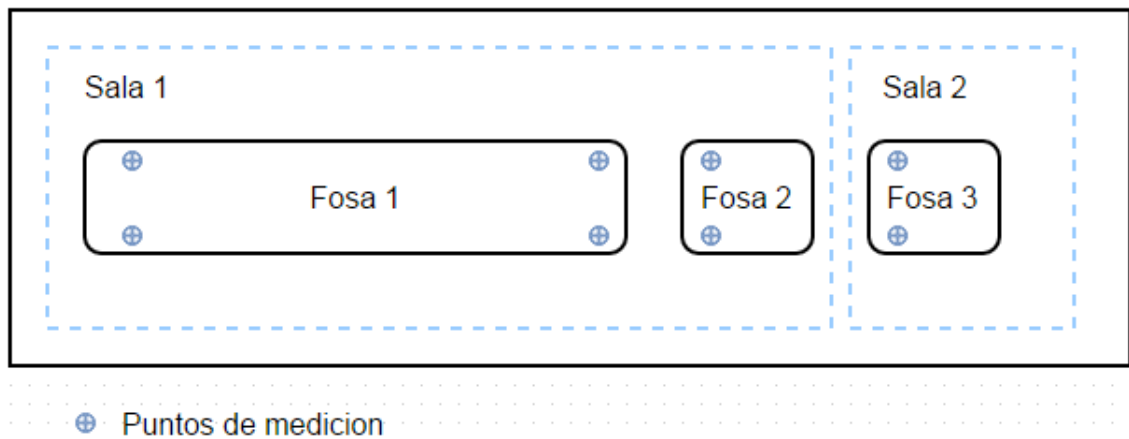 Sala 1
Sala 2
Fosa 1
Fosa 2
Fosa 3
Puntos de medicion